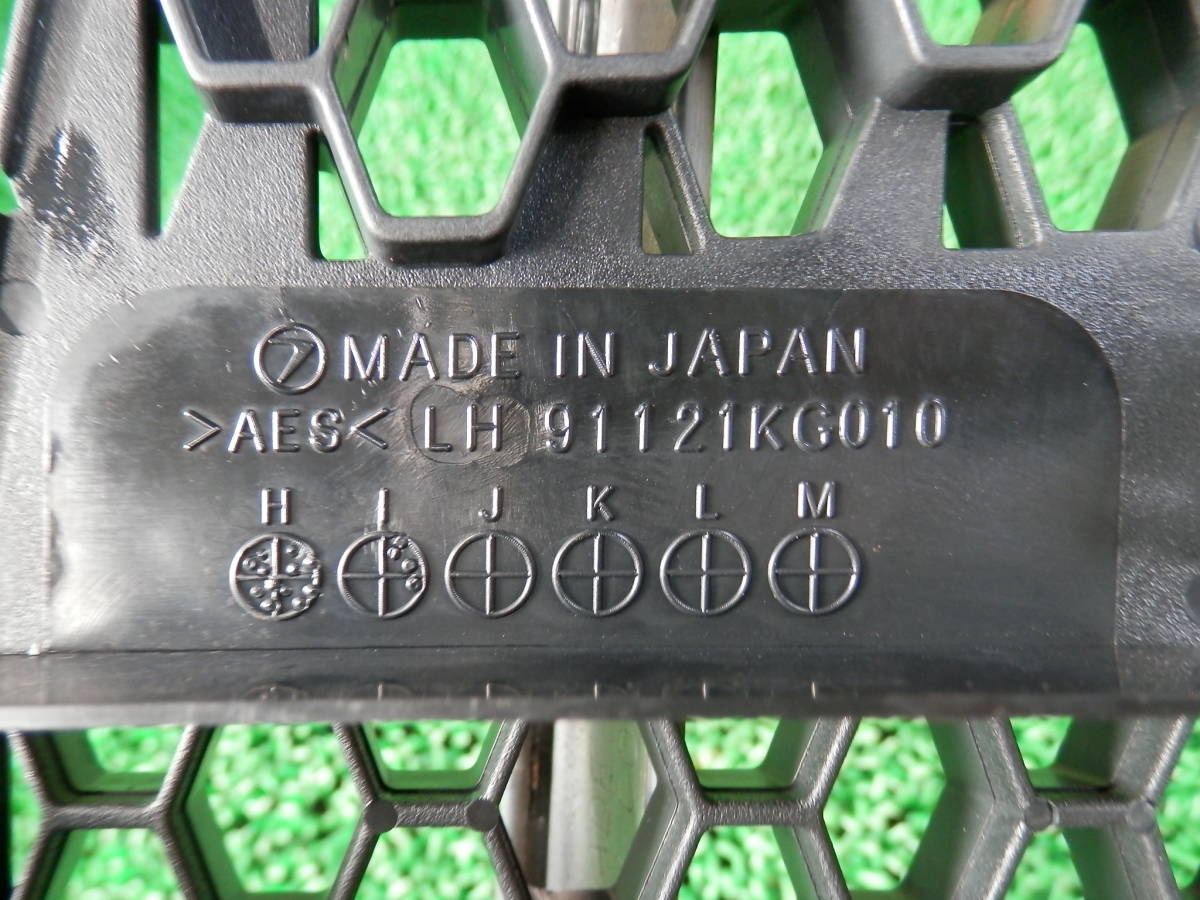 MADE IN JAPAN
>AES< LH 91121KG010
H I J K L M